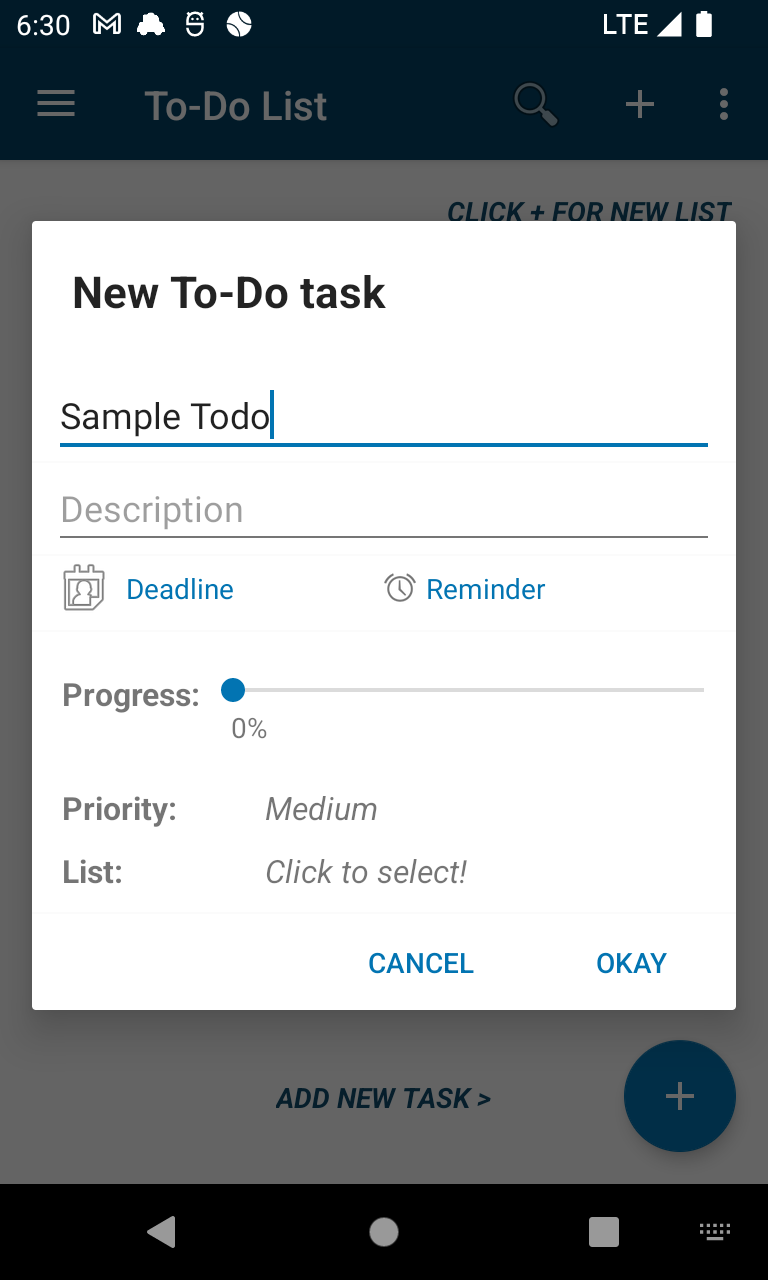 6:30
LTE
To-Do List
CLICK + FOR NEW LIST
New To-Do task
Sample Todo
Description
Deadline
Reminder
Progress:
0%
Priority: Medium
List: Click to select!
CANCEL OKAY
ADD NEW TASK >